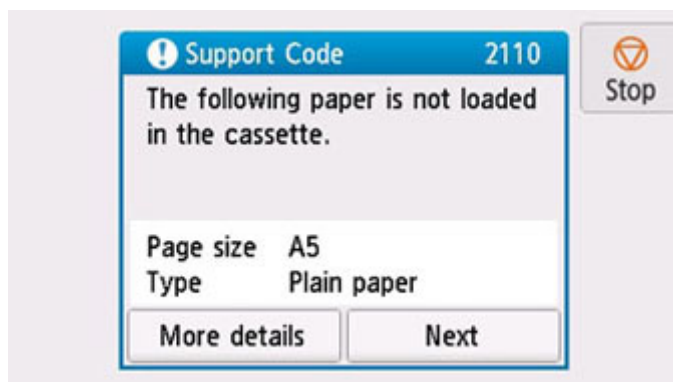 Support Code 2110
Stop
The following paper is not loaded
in the cassette.
Page size A5
Type Plain paper
More details Next